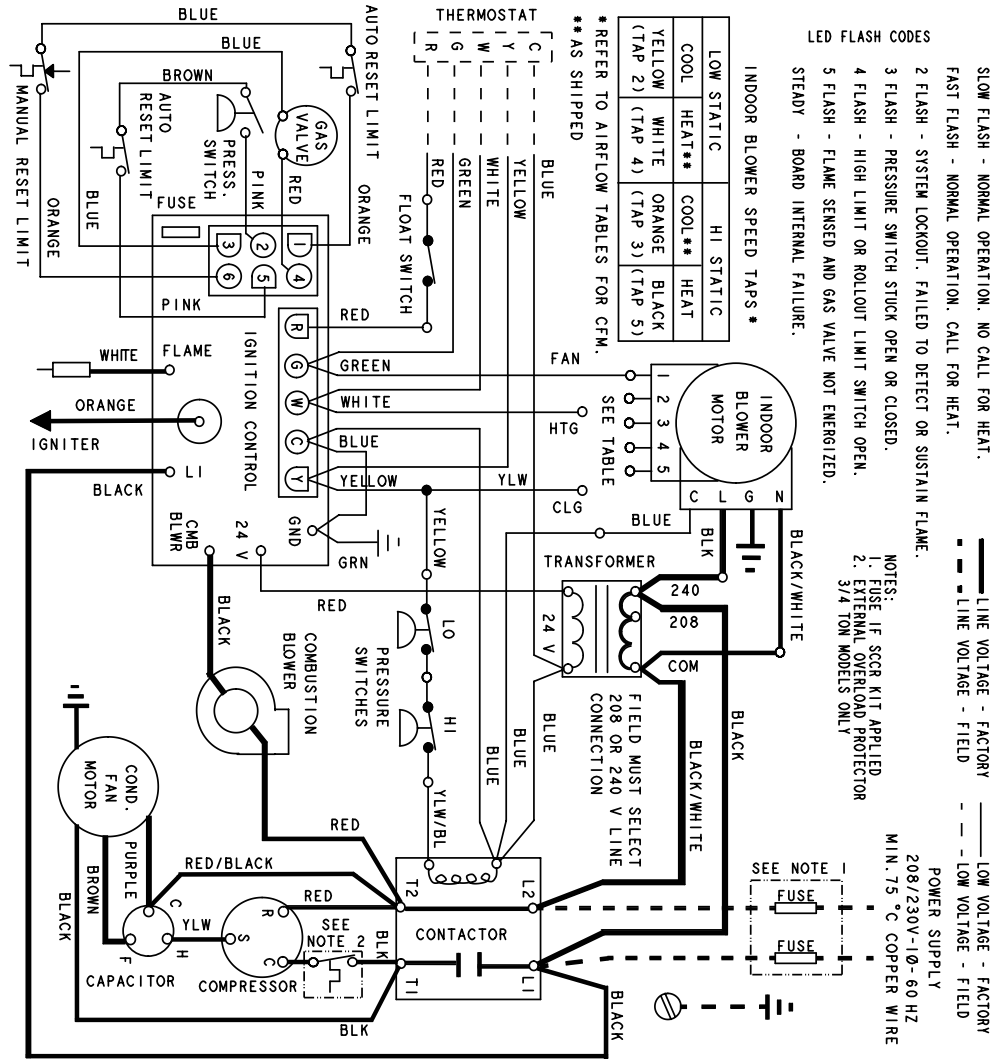 LED FLASH CODES
SLOW FLASH - NORMAL OPERATION. NO CALL FOR HEAT.
FAST FLASH - NORMAL OPERATION. CALL FOR HEAT.
2 FLASH - SYSTEM LOCKOUT. FAILED TO DETECT OR SUSTAIN FLAME.
3 FLASH - PRESSURE SWITCH STUCK OPEN OR CLOSED.
4 FLASH - HIGH LIMIT OR ROLLOUT LIMIT SWITCH OPEN.
5 FLASH - FLAME SENSED AND GAS VALVE NOT ENERGIZED.
STEADY - BOARD INTERNAL FAILURE.
INDOOR BLOWER SPEED TAPS *
LOW STATIC
HI STATIC
COOL
HEAT**
COOL**
HEAT
YELLOW
(TAP 2)
WHITE
(TAP 4)
ORANGE
(TAP 3)
BLACK
(TAP 5)
* REFER TO AIRFLOW TABLES FOR CFM.
** AS SHIPPED
THERMOSTAT
R
G
W
Y
C
BLUE
BLUE
BROWN
AUTO RESET LIMIT
MANUAL RESET LIMIT
AUTO
RESET LIMIT
PRESS.
SWITCH
GAS
VALVE
RED
PINK
BLUE
ORANGE
ORANGE
FUSE
3
2
1
6
5
4
PINK
RED
GREEN
WHITE
YELLOW
BLUE
FLOAT SWITCH
R
G
W
C
Y
RED
GREEN
WHITE
BLUE
YELLOW
IGNITION CONTROL
WHITE
FLAME
ORANGE
IGNITER
L1
BLACK
CMB
BLWR
24 V
GND
GRN
FAN
HTG
YLW
CLG
SEE TABLE
1
2
3
4
5
INDOOR
BLOWER
MOTOR
C
L
G
N
BLUE
BLK
BLACK/WHITE
TRANSFORMER
24 V
240
208
COM
RED
YELLOW
LO
PRESSURE
SWITCHES
HI
YLW/BL
BLACK
COMBUSTION
BLOWER
BLUE
BLUE
BLUE
FIELD MUST SELECT
208 OR 240 V LINE
CONNECTION
BLACK/WHITE
BLACK
LINE VOLTAGE - FACTORY
LINE VOLTAGE - FIELD
LOW VOLTAGE - FACTORY
LOW VOLTAGE - FIELD
NOTES:
1. FUSE IF SCCR KIT APPLIED
2. EXTERNAL OVERLOAD PROTECTOR
3/4 TON MODELS ONLY
POWER SUPPLY
208/230V-1Ø-60 HZ
MIN. 75 °C COPPER WIRE
SEE NOTE 1
FUSE
FUSE
COND.
FAN
MOTOR
PURPLE
BROWN
BLACK
RED/BLACK
RED
RED
C
H
F
YLW
CAPACITOR
R
S
C
COMPRESSOR
SEE
NOTE 2
BLK
T2
L2
CONTACTOR
T1
L1
BLK
BLACK